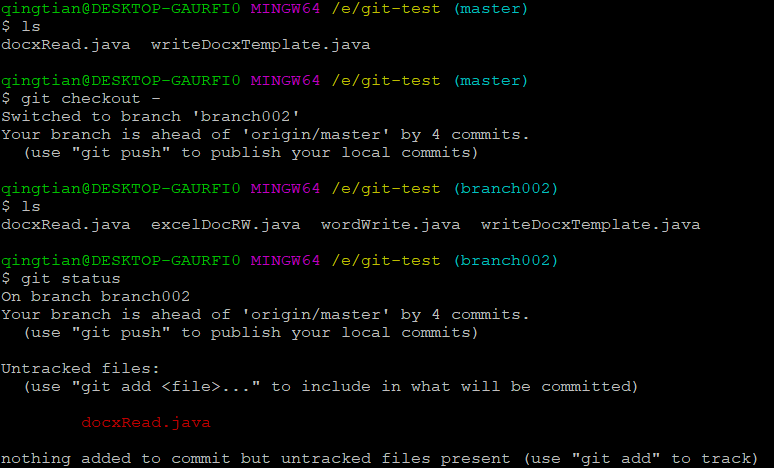 qingtian@DESKTOP-GAURFI0 MINGW64 /e/git-test (master)
$ ls
docxRead.java  writeDocxTemplate.java
qingtian@DESKTOP-GAURFI0 MINGW64 /e/git-test (master)
$ git checkout -
Switched to branch 'branch002'
Your branch is ahead of 'origin/master' by 4 commits.
  (use "git push" to publish your local commits)
qingtian@DESKTOP-GAURFI0 MINGW64 /e/git-test (branch002)
$ ls
docxRead.java  excelDocRW.java  wordWrite.java  writeDocxTemplate.java
qingtian@DESKTOP-GAURFI0 MINGW64 /e/git-test (branch002)
$ git status
On branch branch002
Your branch is ahead of 'origin/master' by 4 commits.
  (use "git push" to publish your local commits)
Untracked files:
  (use "git add <file>..." to include in what will be committed)
        docxRead.java
nothing added to commit but untracked files present (use "git add" to track)